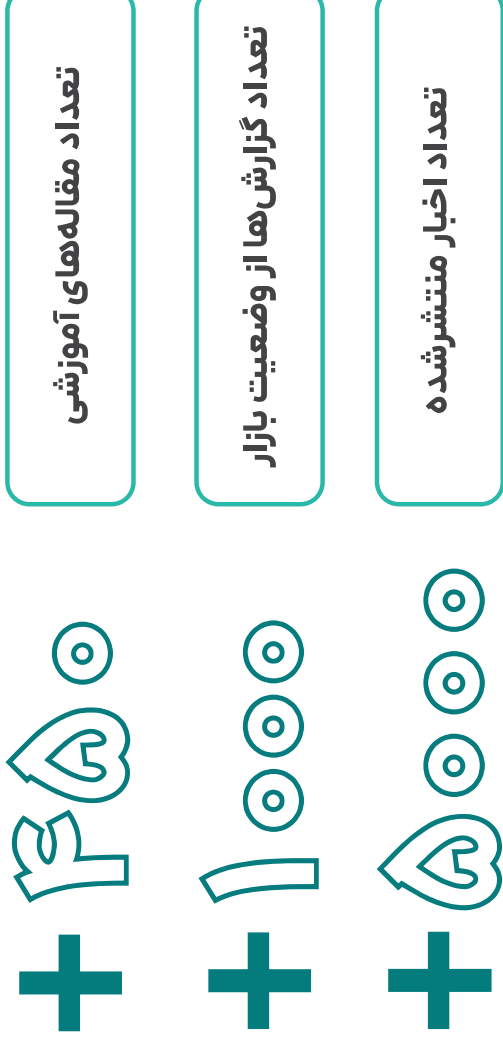 تعداد مقاله‌های آموزشی
+۴۵۰
تعداد گزارش‌ها از وضعیت بازار
+۱۰۰۰
تعداد اخبار منتشرشده
+۵۰۰۰